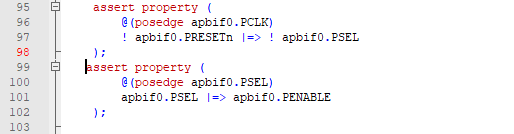 95 assert property (
96 @(posedge apbif0.PCLK)
97 ! apbif0.PRESETn |=> ! apbif0.PSEL
98 );
99 assert property (
100 @(posedge apbif0.PSEL)
101 apbif0.PSEL |=> apbif0.PENABLE
102 );
103